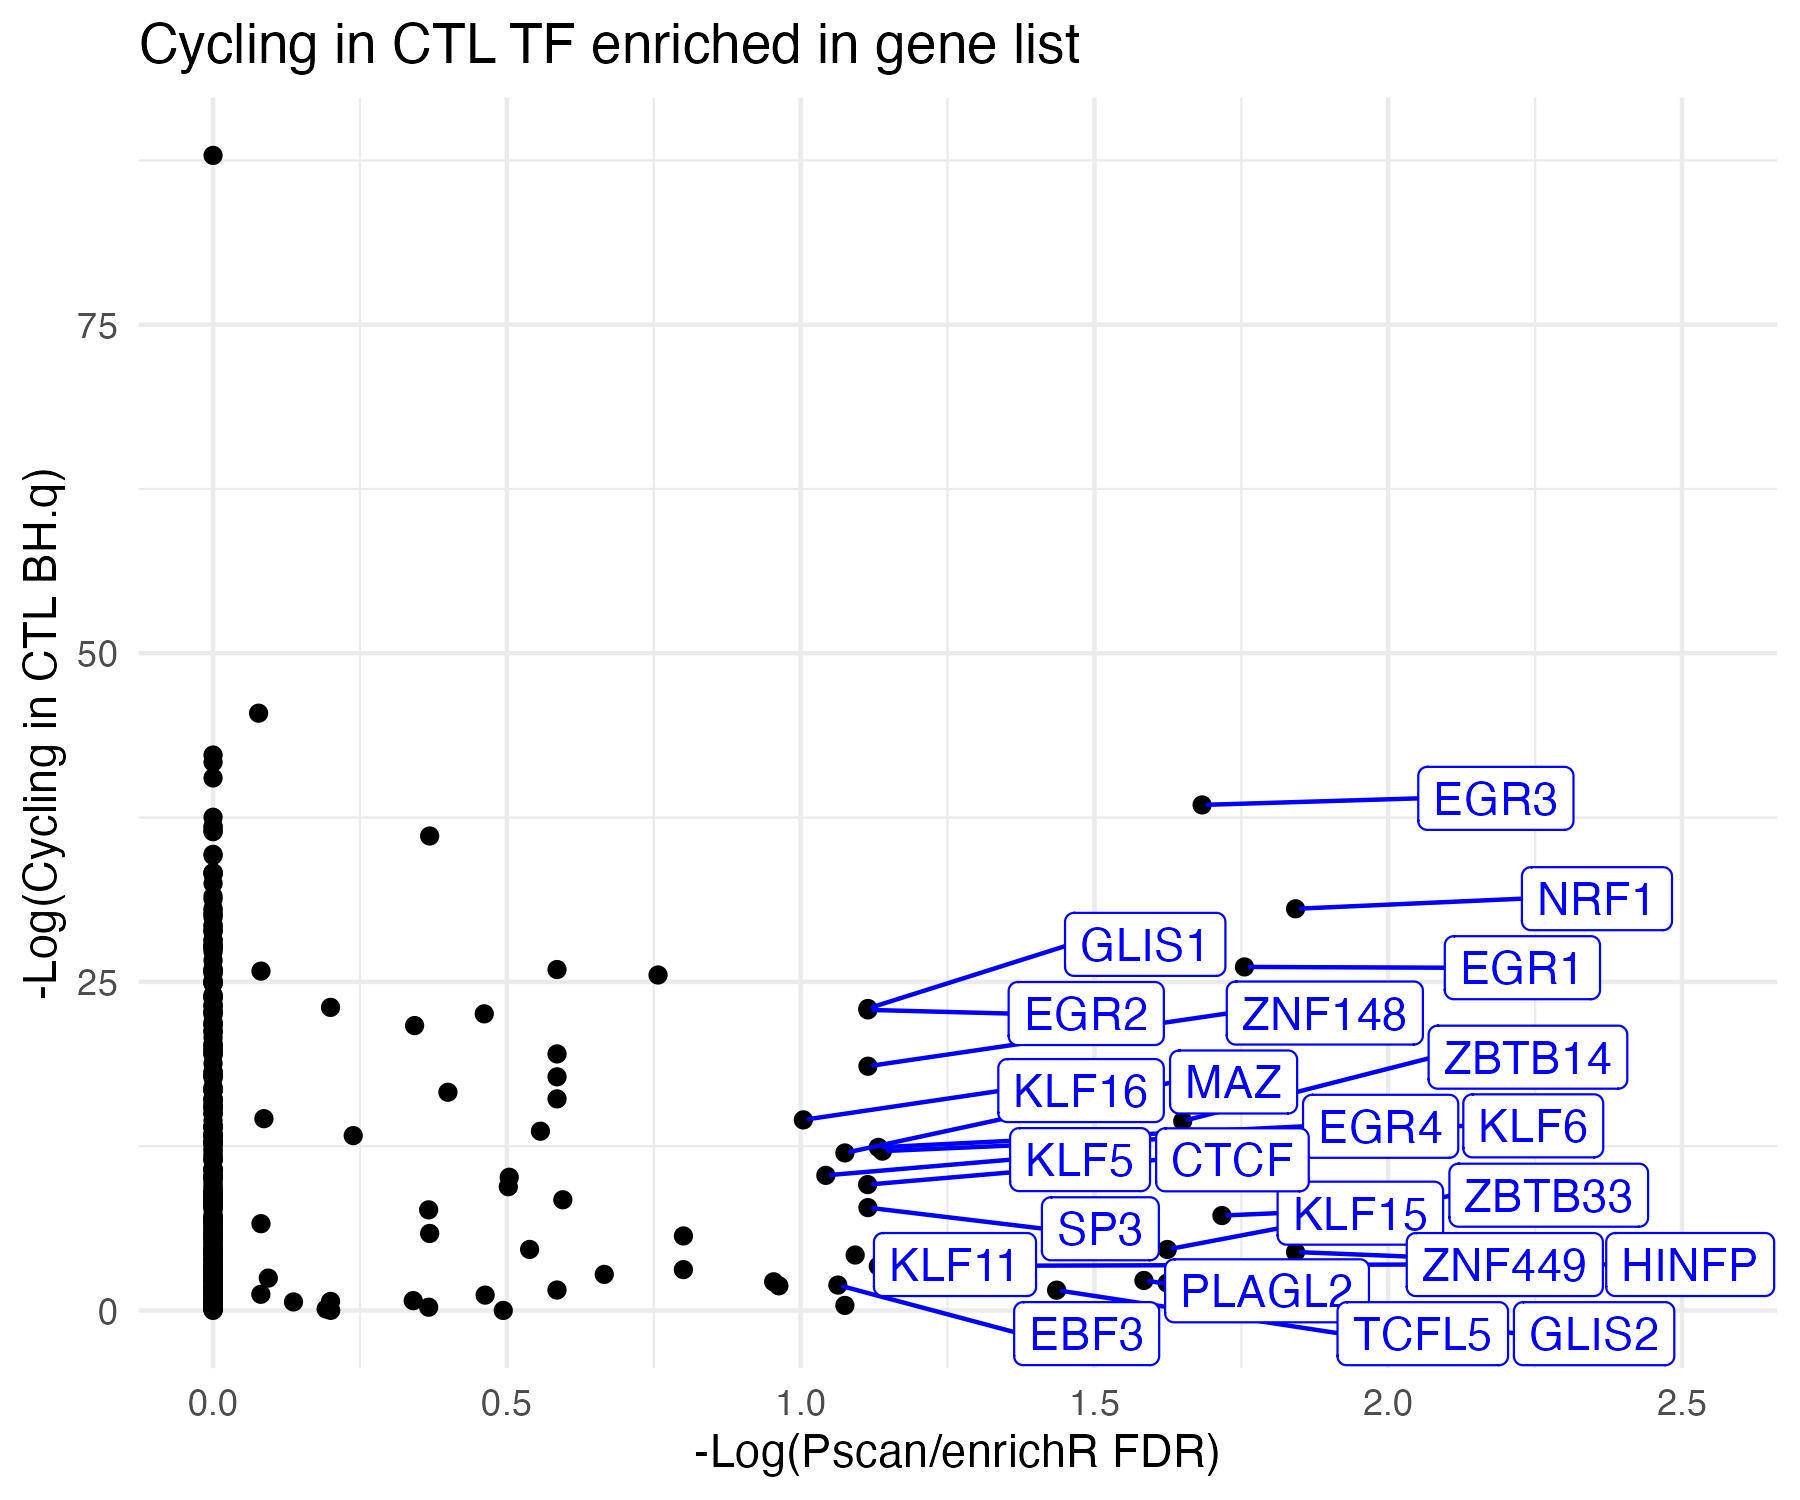 Cycling in CTL TF enriched in gene list
-Log(Cycling in CTL BH.q)
75
50
25
0
EGR3
NRF1
GLIS1
EGR1
EGR2
ZNF148
ZBTB14
KLF16
MAZ
EGR4
KLF6
KLF5
CTCF
ZBTB33
KLF15
SP3
KLF11
ZNF449
HINFP
PLAGL2
EBF3
TCFL5
GLIS2
0.0
0.5
1.0
1.5
2.0
2.5
-Log(Pscan/enrichR FDR)